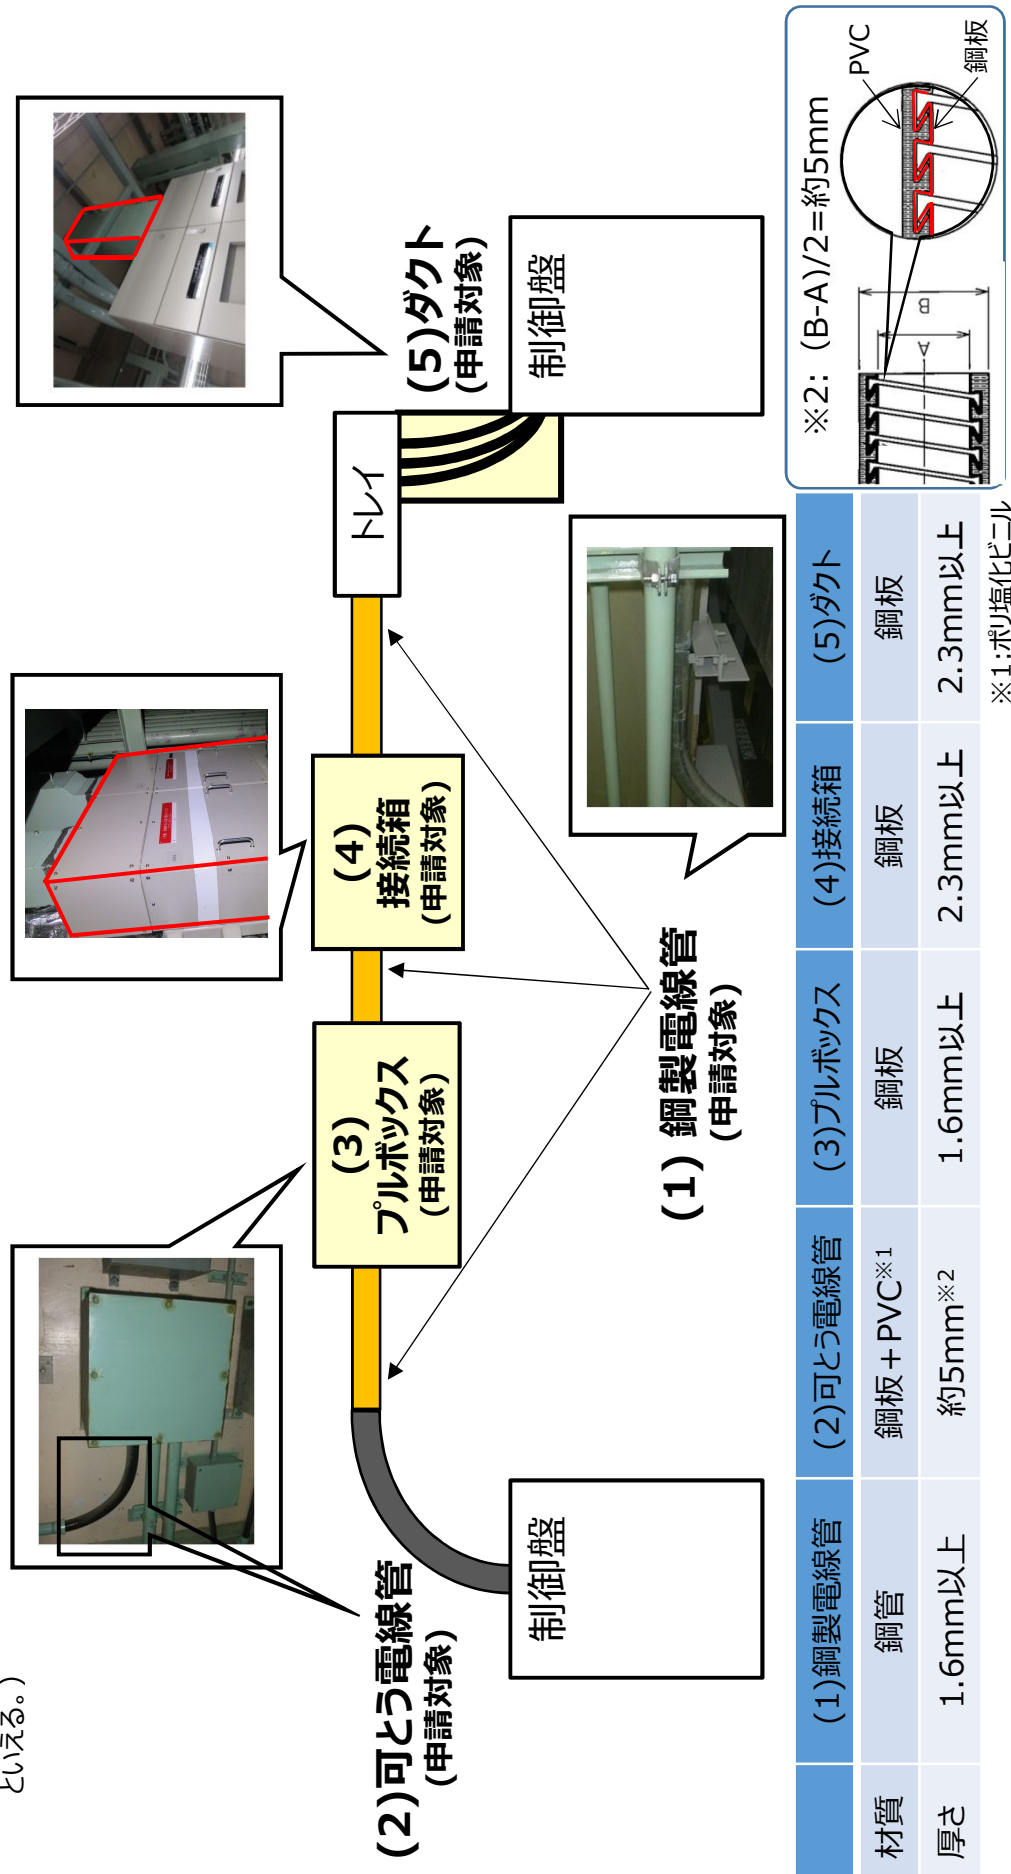 といえる。)
(2)可とう電線管
(申請対象)
制御盤
(3)
プルボックス
(申請対象)
(4)
接続箱
(申請対象)
トレイ
(5)ダクト
(申請対象)
制御盤
(1) 鋼製電線管
(申請対象)
(1)鋼製電線管 (2)可とう電線管 (3)プルボックス (4)接続箱 (5)ダクト
材質 鋼管 鋼板+PVC※1 鋼板 鋼板 鋼板
厚さ 1.6mm以上 約5mm※2 1.6mm以上 2.3mm以上 2.3mm以上
※1:ポリ塩化ビニル
※2: (B-A)/2=約5mm
A
B
PVC
鋼板